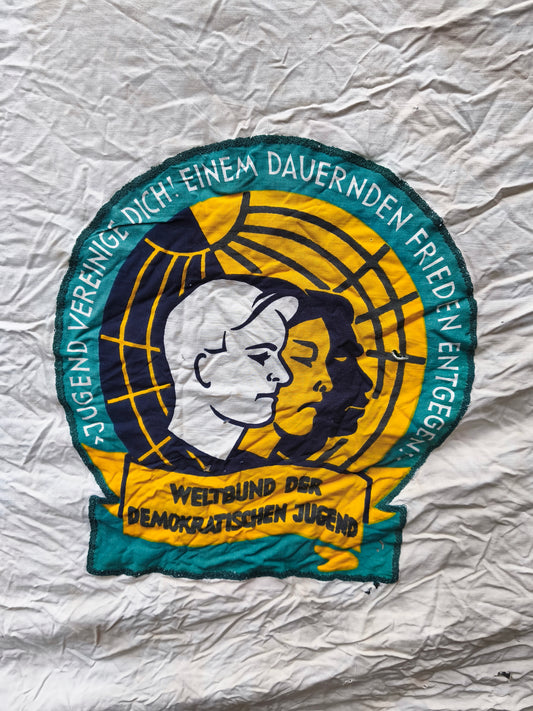 ›JUGEND VEREINIGE DICH! EINEM DAUERNDEN FRIEDEN ENTGEGEN!‹
WELTBUND DER
DEMOKRATISCHEN JUGEND